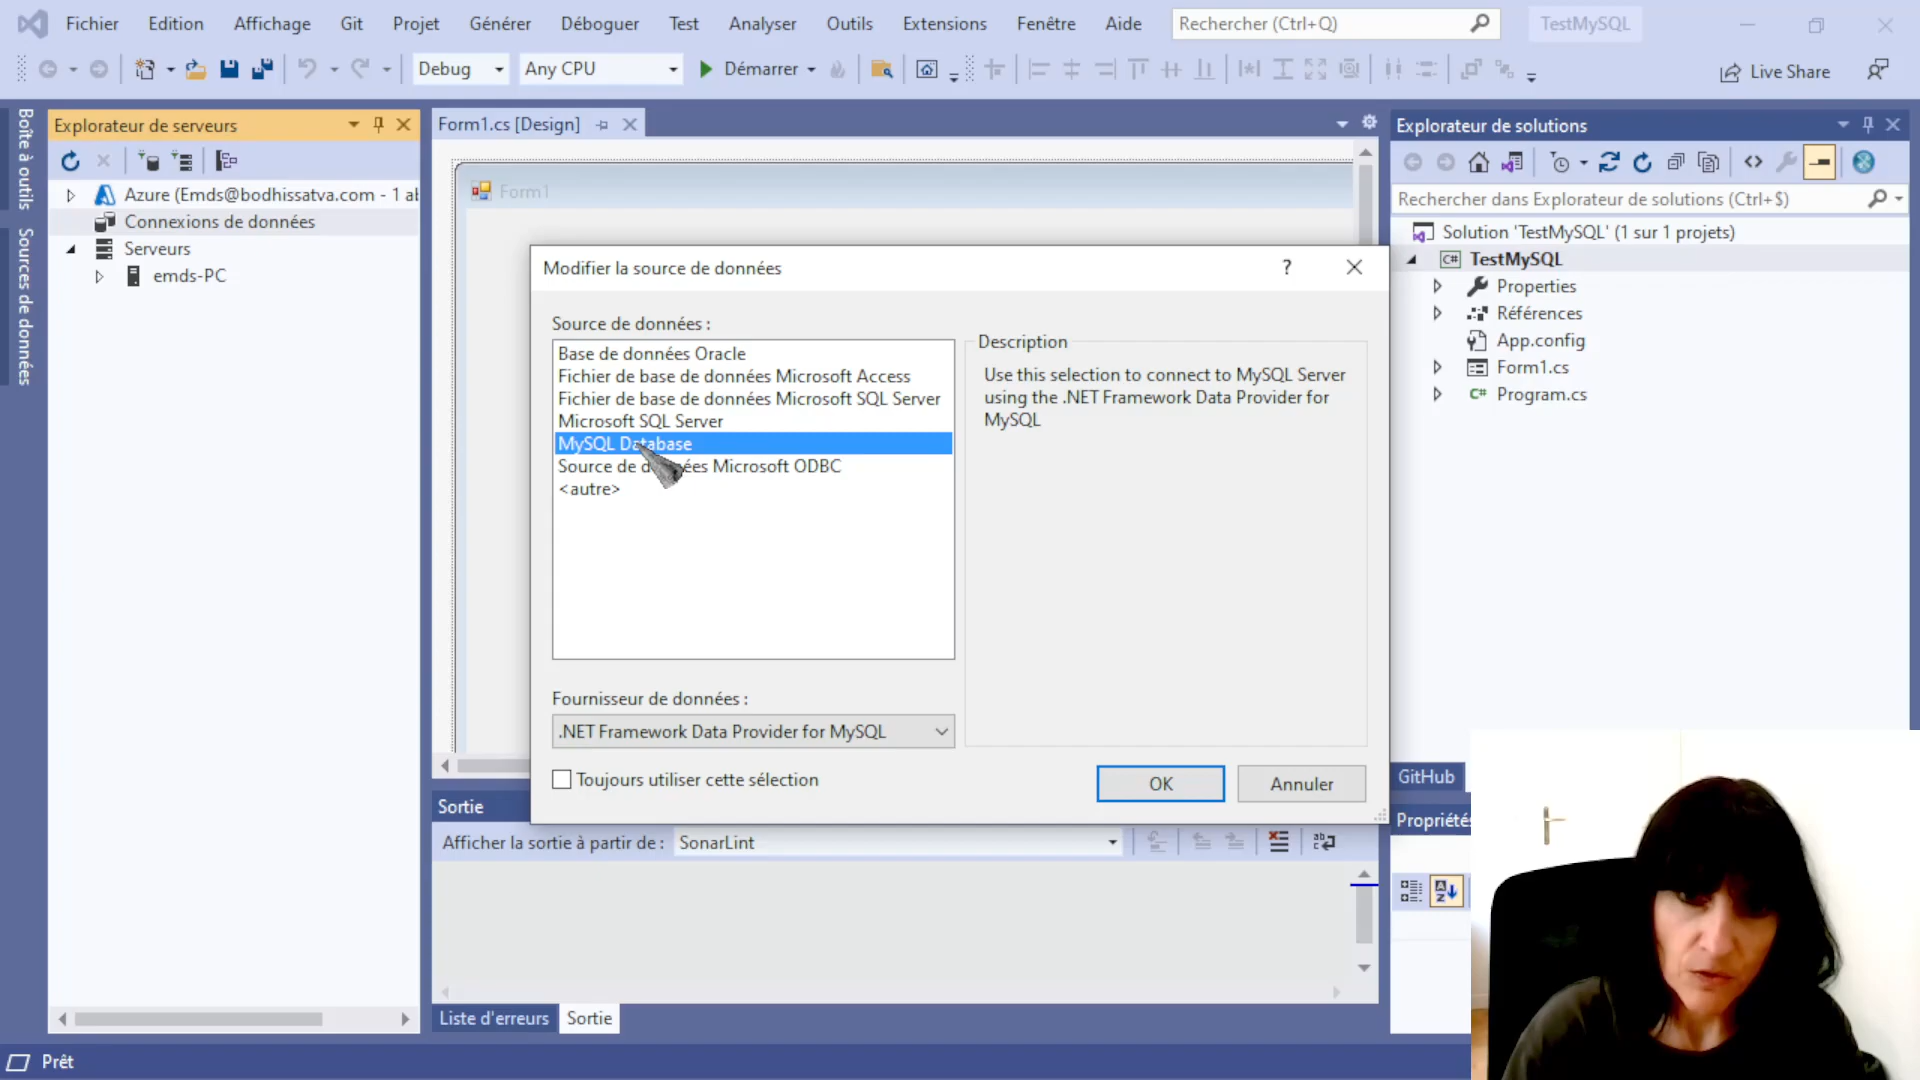 Fichier Edition Affichage Git Projet Générer Déboguer Test Analyser Outils Extensions Fenêtre Aide Rechercher (Ctrl+Q) TestMySQL
Debug Any CPU Démarrer Live Share
Boîte à outils
Sources de données
Explorateur de serveurs
Azure (Emds@bodhissatva.com - 1 ab
Connexions de données
Serveurs
emds-PC
Form1.cs [Design]
Form1
Modifier la source de données
?
Source de données :
Base de données Oracle
Fichier de base de données Microsoft Access
Fichier de base de données Microsoft SQL Server
Microsoft SQL Server
MySQL Database
Source de données Microsoft ODBC
<autre>
Description
Use this selection to connect to MySQL Server
using the .NET Framework Data Provider for
MySQL
Fournisseur de données :
.NET Framework Data Provider for MySQL
Toujours utiliser cette sélection
OK Annuler
Sortie
Afficher la sortie à partir de : SonarLint
Liste d'erreurs Sortie
Explorateur de solutions
Rechercher dans Explorateur de solutions (Ctrl+$)
Solution 'TestMySQL' (1 sur 1 projets)
C# TestMySQL
Properties
Références
App.config
Form1.cs
C# Program.cs
GitHub
Propriétés
Prêt